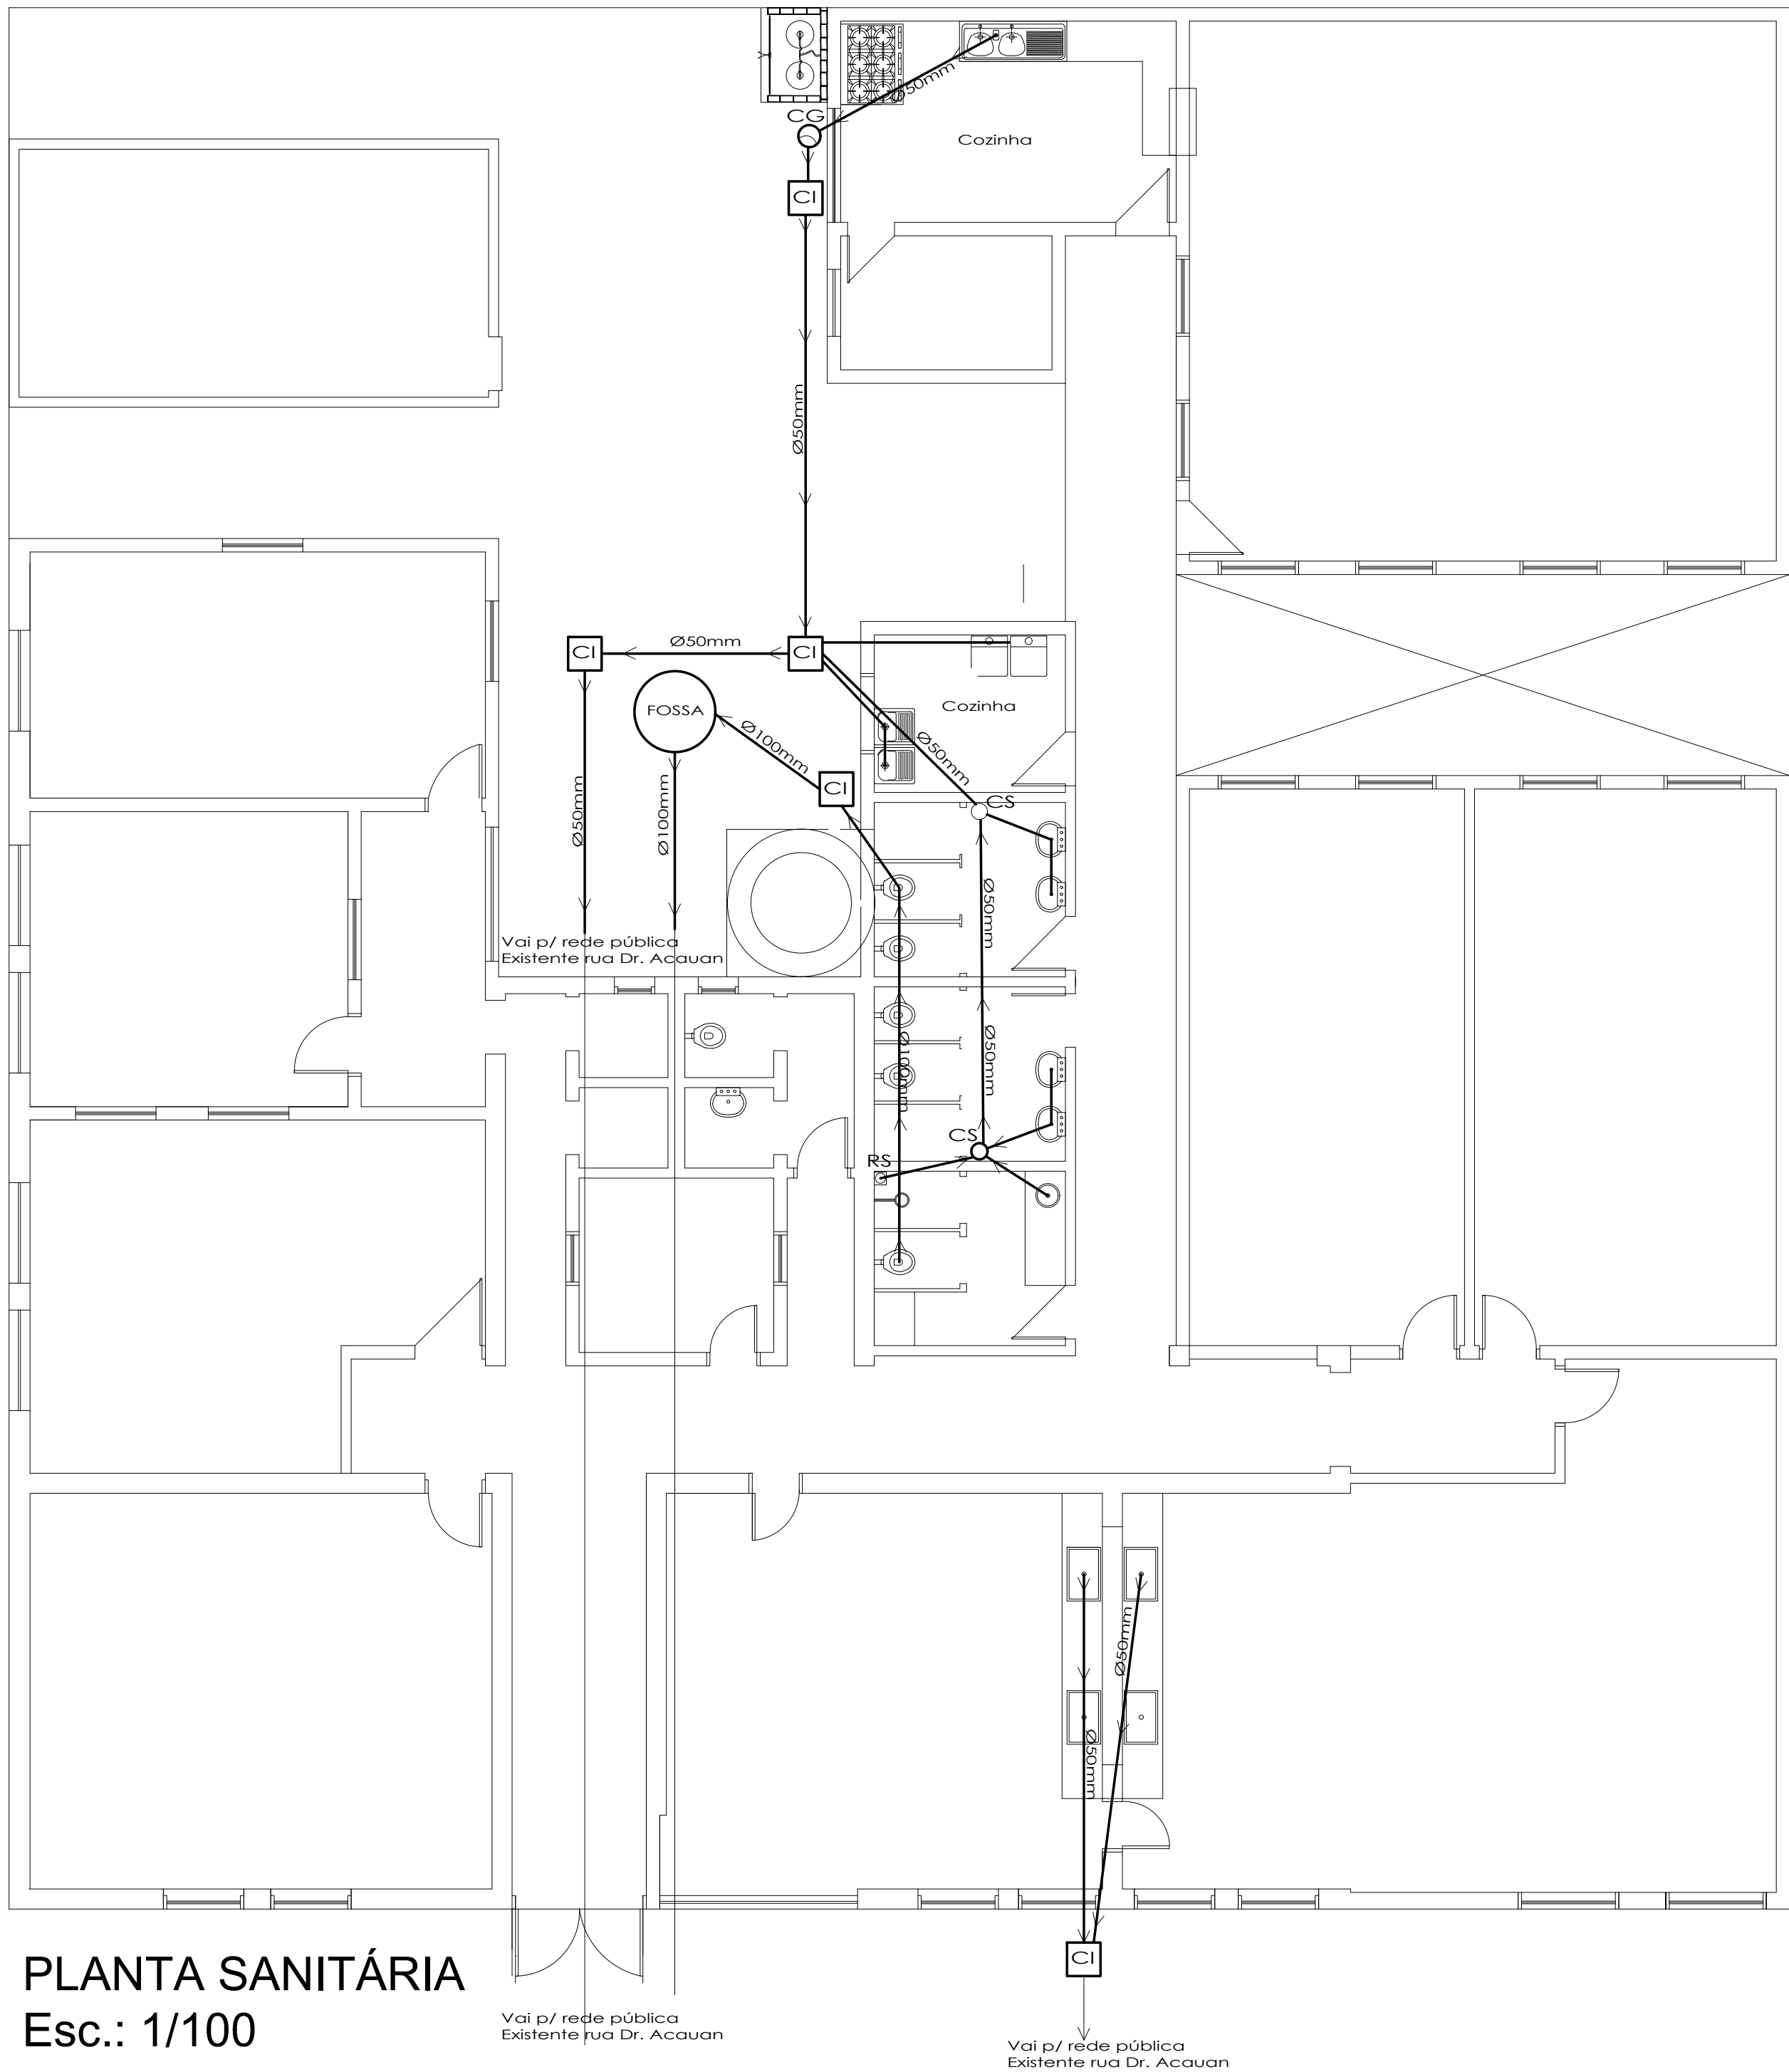 CG
Ø50mm
Cozinha
CI
Ø50mm
CI
Ø50mm
CI
FOSSA
Cozinha
Ø100mm
Ø50mm
CI
CS
Ø50mm
Ø100mm
Ø50mm
Vai p/ rede pública
Existente rua Dr. Acauan
Ø50mm
Ø100mm
CS
RS
Ø50mm
Ø50mm
CI
PLANTA SANITÁRIA
Esc.: 1/100
Vai p/ rede pública
Existente rua Dr. Acauan
Vai p/ rede pública
Existente rua Dr. Acauan